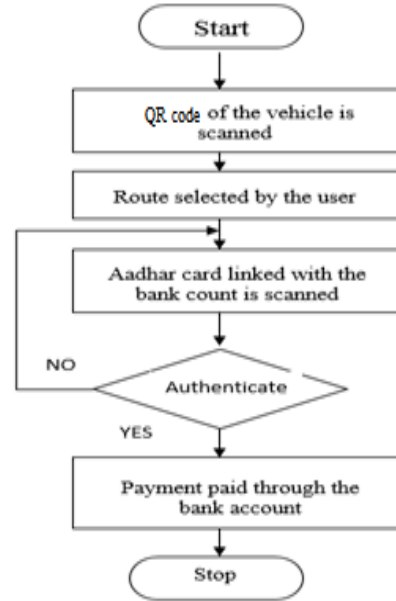 Start
QR code of the vehicle is
scanned
Route selected by the user
Aadhar card linked with the
bank count is scanned
NO
Authenticate
YES
Payment paid through the
bank account
Stop